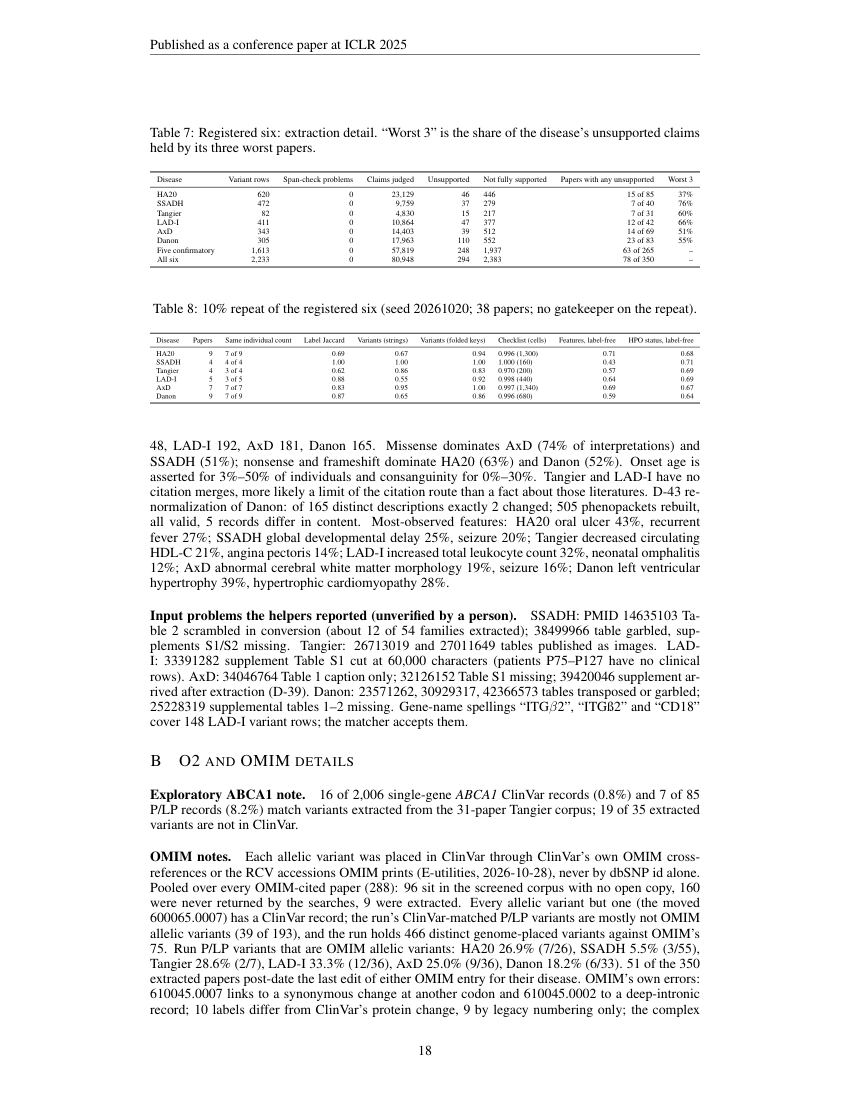 Published as a conference paper at ICLR 2025
Table 7: Registered six: extraction detail. “Worst 3” is the share of the disease’s unsupported claims
held by its three worst papers.
Disease Variant rows Span-check problems Claims judged Unsupported Not fully supported Papers with any unsupported Worst 3
HA20 620 0 23,129 46 446 15 of 85 37%
SSADH 472 0 9,759 37 279 7 of 40 76%
Tangier 82 0 4,830 15 217 7 of 31 60%
LAD-I 411 0 10,864 47 377 12 of 42 66%
AxD 343 0 14,403 39 512 14 of 69 51%
Danon 305 0 17,963 110 552 23 of 83 55%
Five confirmatory 1,613 0 57,819 248 1,937 63 of 265 –
All six 2,233 0 80,948 294 2,383 78 of 350 –
Table 8: 10% repeat of the registered six (seed 20261020; 38 papers; no gatekeeper on the repeat).
Disease Papers Same individual count Label Jaccard Variants (strings) Variants (folded keys) Checklist (cells) Features, label-free HPO status, label-free
HA20 9 7 of 9 0.69 0.67 0.94 0.996 (1,300) 0.71 0.68
SSADH 4 4 of 4 1.00 1.00 1.00 1.000 (160) 0.43 0.71
Tangier 4 3 of 4 0.62 0.86 0.83 0.970 (200) 0.57 0.69
LAD-I 5 3 of 5 0.88 0.55 0.92 0.998 (440) 0.64 0.69
AxD 7 7 of 7 0.83 0.95 1.00 0.997 (1,340) 0.69 0.67
Danon 9 7 of 9 0.87 0.65 0.86 0.996 (680) 0.59 0.64
48, LAD-I 192, AxD 181, Danon 165. Missense dominates AxD (74% of interpretations) and
SSADH (51%); nonsense and frameshift dominate HA20 (63%) and Danon (52%). Onset age is
asserted for 3%–50% of individuals and consanguinity for 0%–30%. Tangier and LAD-I have no
citation merges, more likely a limit of the citation route than a fact about those literatures. D-43 re-
normalization of Danon: of 165 distinct descriptions exactly 2 changed; 505 phenopackets rebuilt,
all valid, 5 records differ in content. Most-observed features: HA20 oral ulcer 43%, recurrent
fever 27%; SSADH global developmental delay 25%, seizure 20%; Tangier decreased circulating
HDL-C 21%, angina pectoris 14%; LAD-I increased total leukocyte count 32%, neonatal omphalitis
12%; AxD abnormal cerebral white matter morphology 19%, seizure 16%; Danon left ventricular
hypertrophy 39%, hypertrophic cardiomyopathy 28%.
Input problems the helpers reported (unverified by a person). SSADH: PMID 14635103 Ta-
ble 2 scrambled in conversion (about 12 of 54 families extracted); 38499966 table garbled, sup-
plements S1/S2 missing. Tangier: 26713019 and 27011649 tables published as images. LAD-
I: 33391282 supplement Table S1 cut at 60,000 characters (patients P75–P127 have no clinical
rows). AxD: 34046764 Table 1 caption only; 32126152 Table S1 missing; 39420046 supplement ar-
rived after extraction (D-39). Danon: 23571262, 30929317, 42366573 tables transposed or garbled;
25228319 supplemental tables 1–2 missing. Gene-name spellings “ITGβ2”, “ITGß2” and “CD18”
cover 148 LAD-I variant rows; the matcher accepts them.
B O2 AND OMIM DETAILS
Exploratory ABCA1 note. 16 of 2,006 single-gene ABCA1 ClinVar records (0.8%) and 7 of 85
P/LP records (8.2%) match variants extracted from the 31-paper Tangier corpus; 19 of 35 extracted
variants are not in ClinVar.
OMIM notes. Each allelic variant was placed in ClinVar through ClinVar’s own OMIM cross-
references or the RCV accessions OMIM prints (E-utilities, 2026-10-28), never by dbSNP id alone.
Pooled over every OMIM-cited paper (288): 96 sit in the screened corpus with no open copy, 160
were never returned by the searches, 9 were extracted. Every allelic variant but one (the moved
600065.0007) has a ClinVar record; the run’s ClinVar-matched P/LP variants are mostly not OMIM
allelic variants (39 of 193), and the run holds 466 distinct genome-placed variants against OMIM’s
75. Run P/LP variants that are OMIM allelic variants: HA20 26.9% (7/26), SSADH 5.5% (3/55),
Tangier 28.6% (2/7), LAD-I 33.3% (12/36), AxD 25.0% (9/36), Danon 18.2% (6/33). 51 of the 350
extracted papers post-date the last edit of either OMIM entry for their disease. OMIM’s own errors:
610045.0007 links to a synonymous change at another codon and 610045.0002 to a deep-intronic
record; 10 labels differ from ClinVar’s protein change, 9 by legacy numbering only; the complex
18